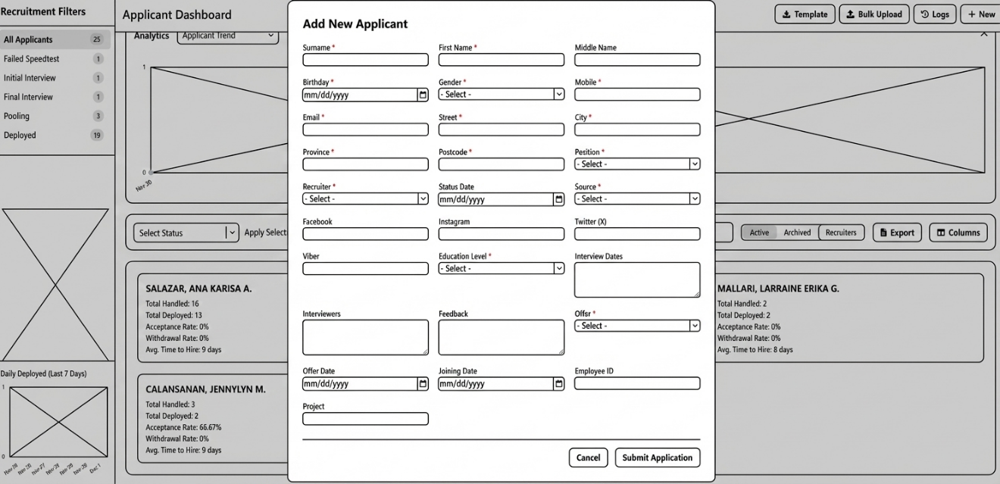 Recruitment Filters
All Applicants 25
Failed Speedtest 1
Initial Interview 1
Final Interview 1
Pooling 3
Deployed 19
Daily Deployed (Last 7 Days)
1
0
Applicant Dashboard
Template
Bulk Upload
Logs
+ New
Analytics
Applicant Trend
1
0
Nov 30
Select Status
Apply Select
Active
Archived
Recruiters
Export
Columns
SALAZAR, ANA KARISA A.
Total Handled: 16
Total Deployed: 13
Acceptance Rate: 0%
Withdrawal Rate: 0%
Avg. Time to Hire: 9 days
MALLARI, LARRAINE ERIKA G.
Total Handled: 2
Total Deployed: 2
Acceptance Rate: 0%
Withdrawal Rate: 0%
Avg. Time to Hire: 8 days
CALANSANAN, JENNYLYN M.
Total Handled: 3
Total Deployed: 2
Acceptance Rate: 66.67%
Withdrawal Rate: 0%
Avg. Time to Hire: 9 days
Add New Applicant
Surname *
First Name *
Middle Name
Birthday *
mm/dd/yyyy
Gender *
- Select -
Mobile *
Email *
Street *
City *
Province *
Postcode *
Pesition *
- Select -
Recruiter *
- Select -
Status Date
mm/dd/yyyy
Source *
- Select -
Facebook
Instagram
Twitter (X)
Viber
Education Level *
- Select -
Interview Dates
Interviewers
Feedback
Offsr *
- Select -
Offer Date
mm/dd/yyyy
Joining Date
mm/dd/yyyy
Employee ID
Project
Cancel
Submit Application